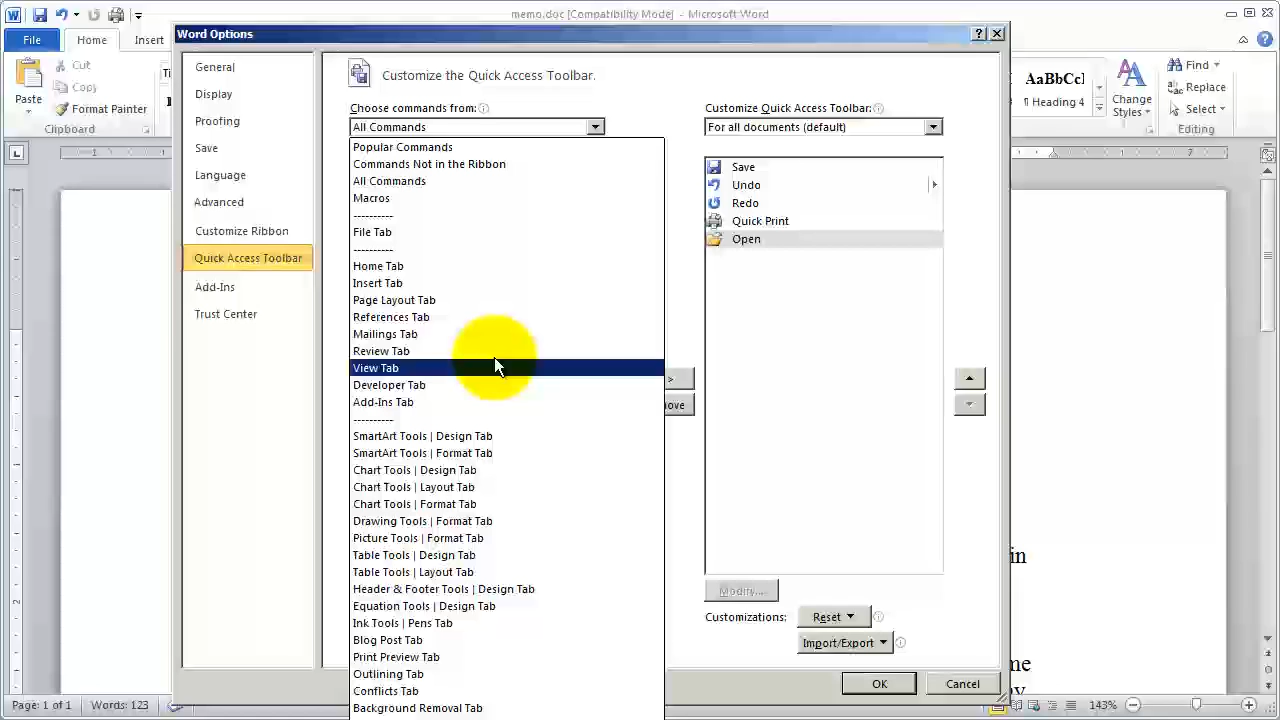 memo.doc [Compatibility Mode] - Microsoft Word
Word Options
File
Home
Insert
Cut
Copy
Paste
Format Painter
Clipboard
General
Display
Proofing
Save
Language
Advanced
Customize Ribbon
Quick Access Toolbar
Add-Ins
Trust Center
Customize the Quick Access Toolbar.
Choose commands from:
All Commands
Popular Commands
Commands Not in the Ribbon
All Commands
Macros
----------
File Tab
----------
Home Tab
Insert Tab
Page Layout Tab
References Tab
Mailings Tab
Review Tab
View Tab
Developer Tab
Add-Ins Tab
----------
SmartArt Tools | Design Tab
SmartArt Tools | Format Tab
Chart Tools | Design Tab
Chart Tools | Layout Tab
Chart Tools | Format Tab
Drawing Tools | Format Tab
Picture Tools | Format Tab
Table Tools | Design Tab
Table Tools | Layout Tab
Header & Footer Tools | Design Tab
Equation Tools | Design Tab
Ink Tools | Pens Tab
Blog Post Tab
Print Preview Tab
Outlining Tab
Conflicts Tab
Background Removal Tab
>
ove
Customize Quick Access Toolbar:
For all documents (default)
Save
Undo
Redo
Quick Print
Open
Modify...
Customizations:
Reset
Import/Export
OK
Cancel
AaBbCcI
¶ Heading 4
Change
Styles
Find
Replace
Select
Editing
7
in
me
Page: 1 of 1
Words: 123
143%